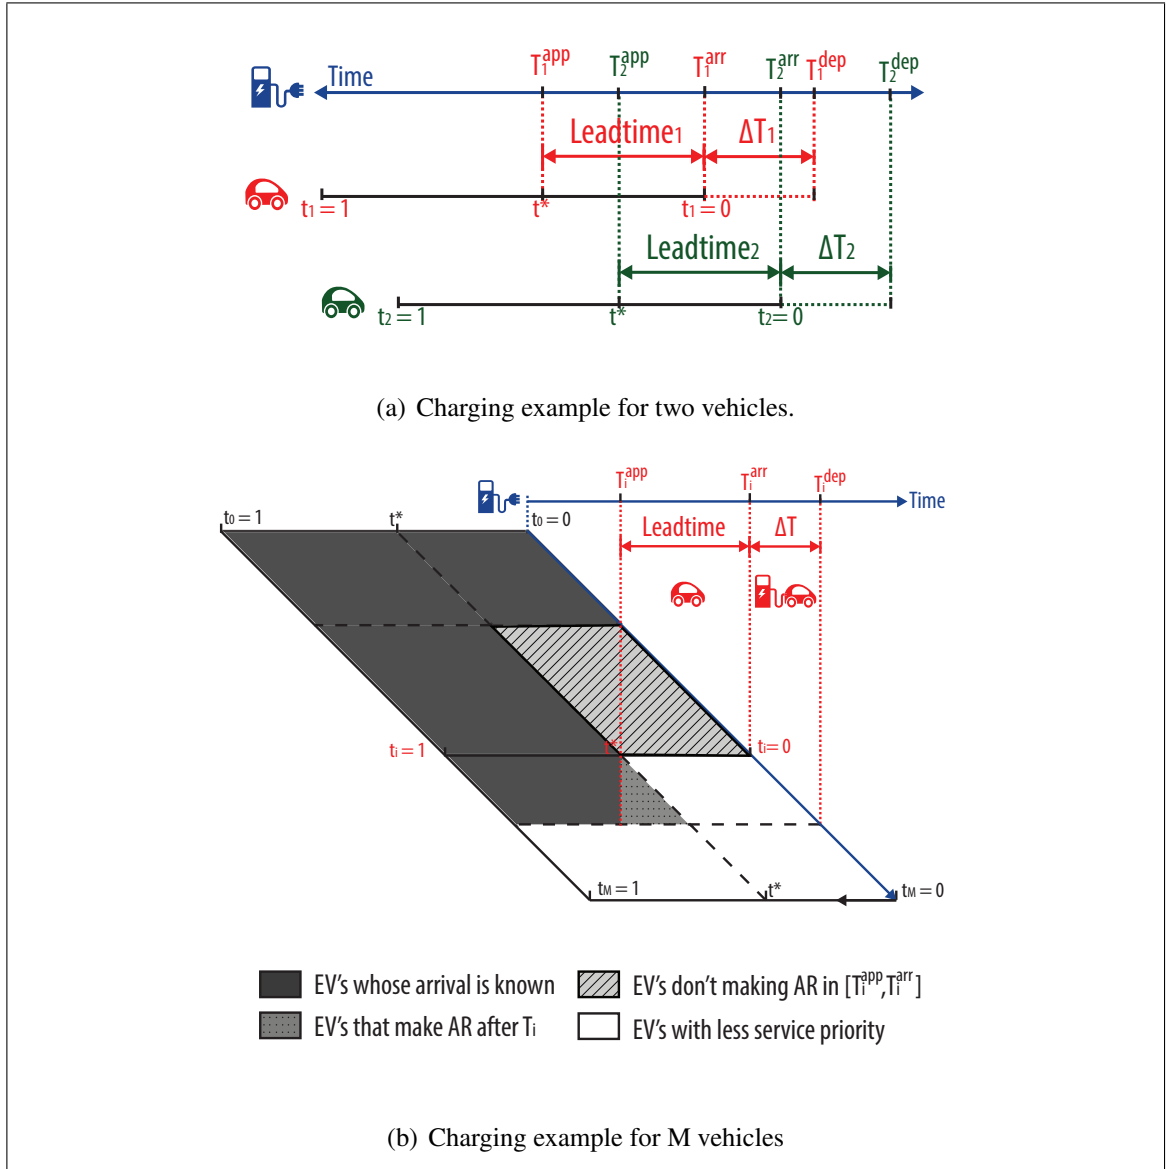 T₁ᵃᵖᵖ T₂ᵃᵖᵖ T₁ᵃʳʳ T₂ᵃʳʳ T₁ᵈᵉᵖ T₂ᵈᵉᵖ
Time
Leadtime₁ ΔT₁
t₁ = 1 t* t₁ = 0
Leadtime₂ ΔT₂
t₂ = 1 t* t₂ = 0
(a) Charging example for two vehicles.
Tᵢᵃᵖᵖ Tᵢᵃʳʳ Tᵢᵈᵉᵖ
Time
t₀ = 1 t* t₀ = 0
Leadtime ΔT
tᵢ = 1 t* tᵢ = 0
tM = 1 t* tM = 0
EV's whose arrival is known
EV's don't making AR in [Tᵢᵃᵖᵖ,Tᵢᵃʳʳ]
EV's that make AR after Tᵢ
EV's with less service priority
(b) Charging example for M vehicles